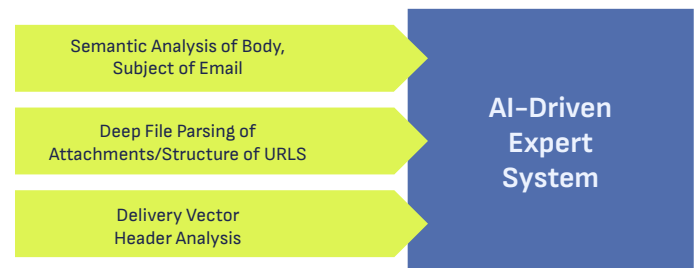 Semantic Analysis of Body,
Subject of Email
Deep File Parsing of
Attachments/Structure of URLS
Delivery Vector
Header Analysis
AI-Driven
Expert
System